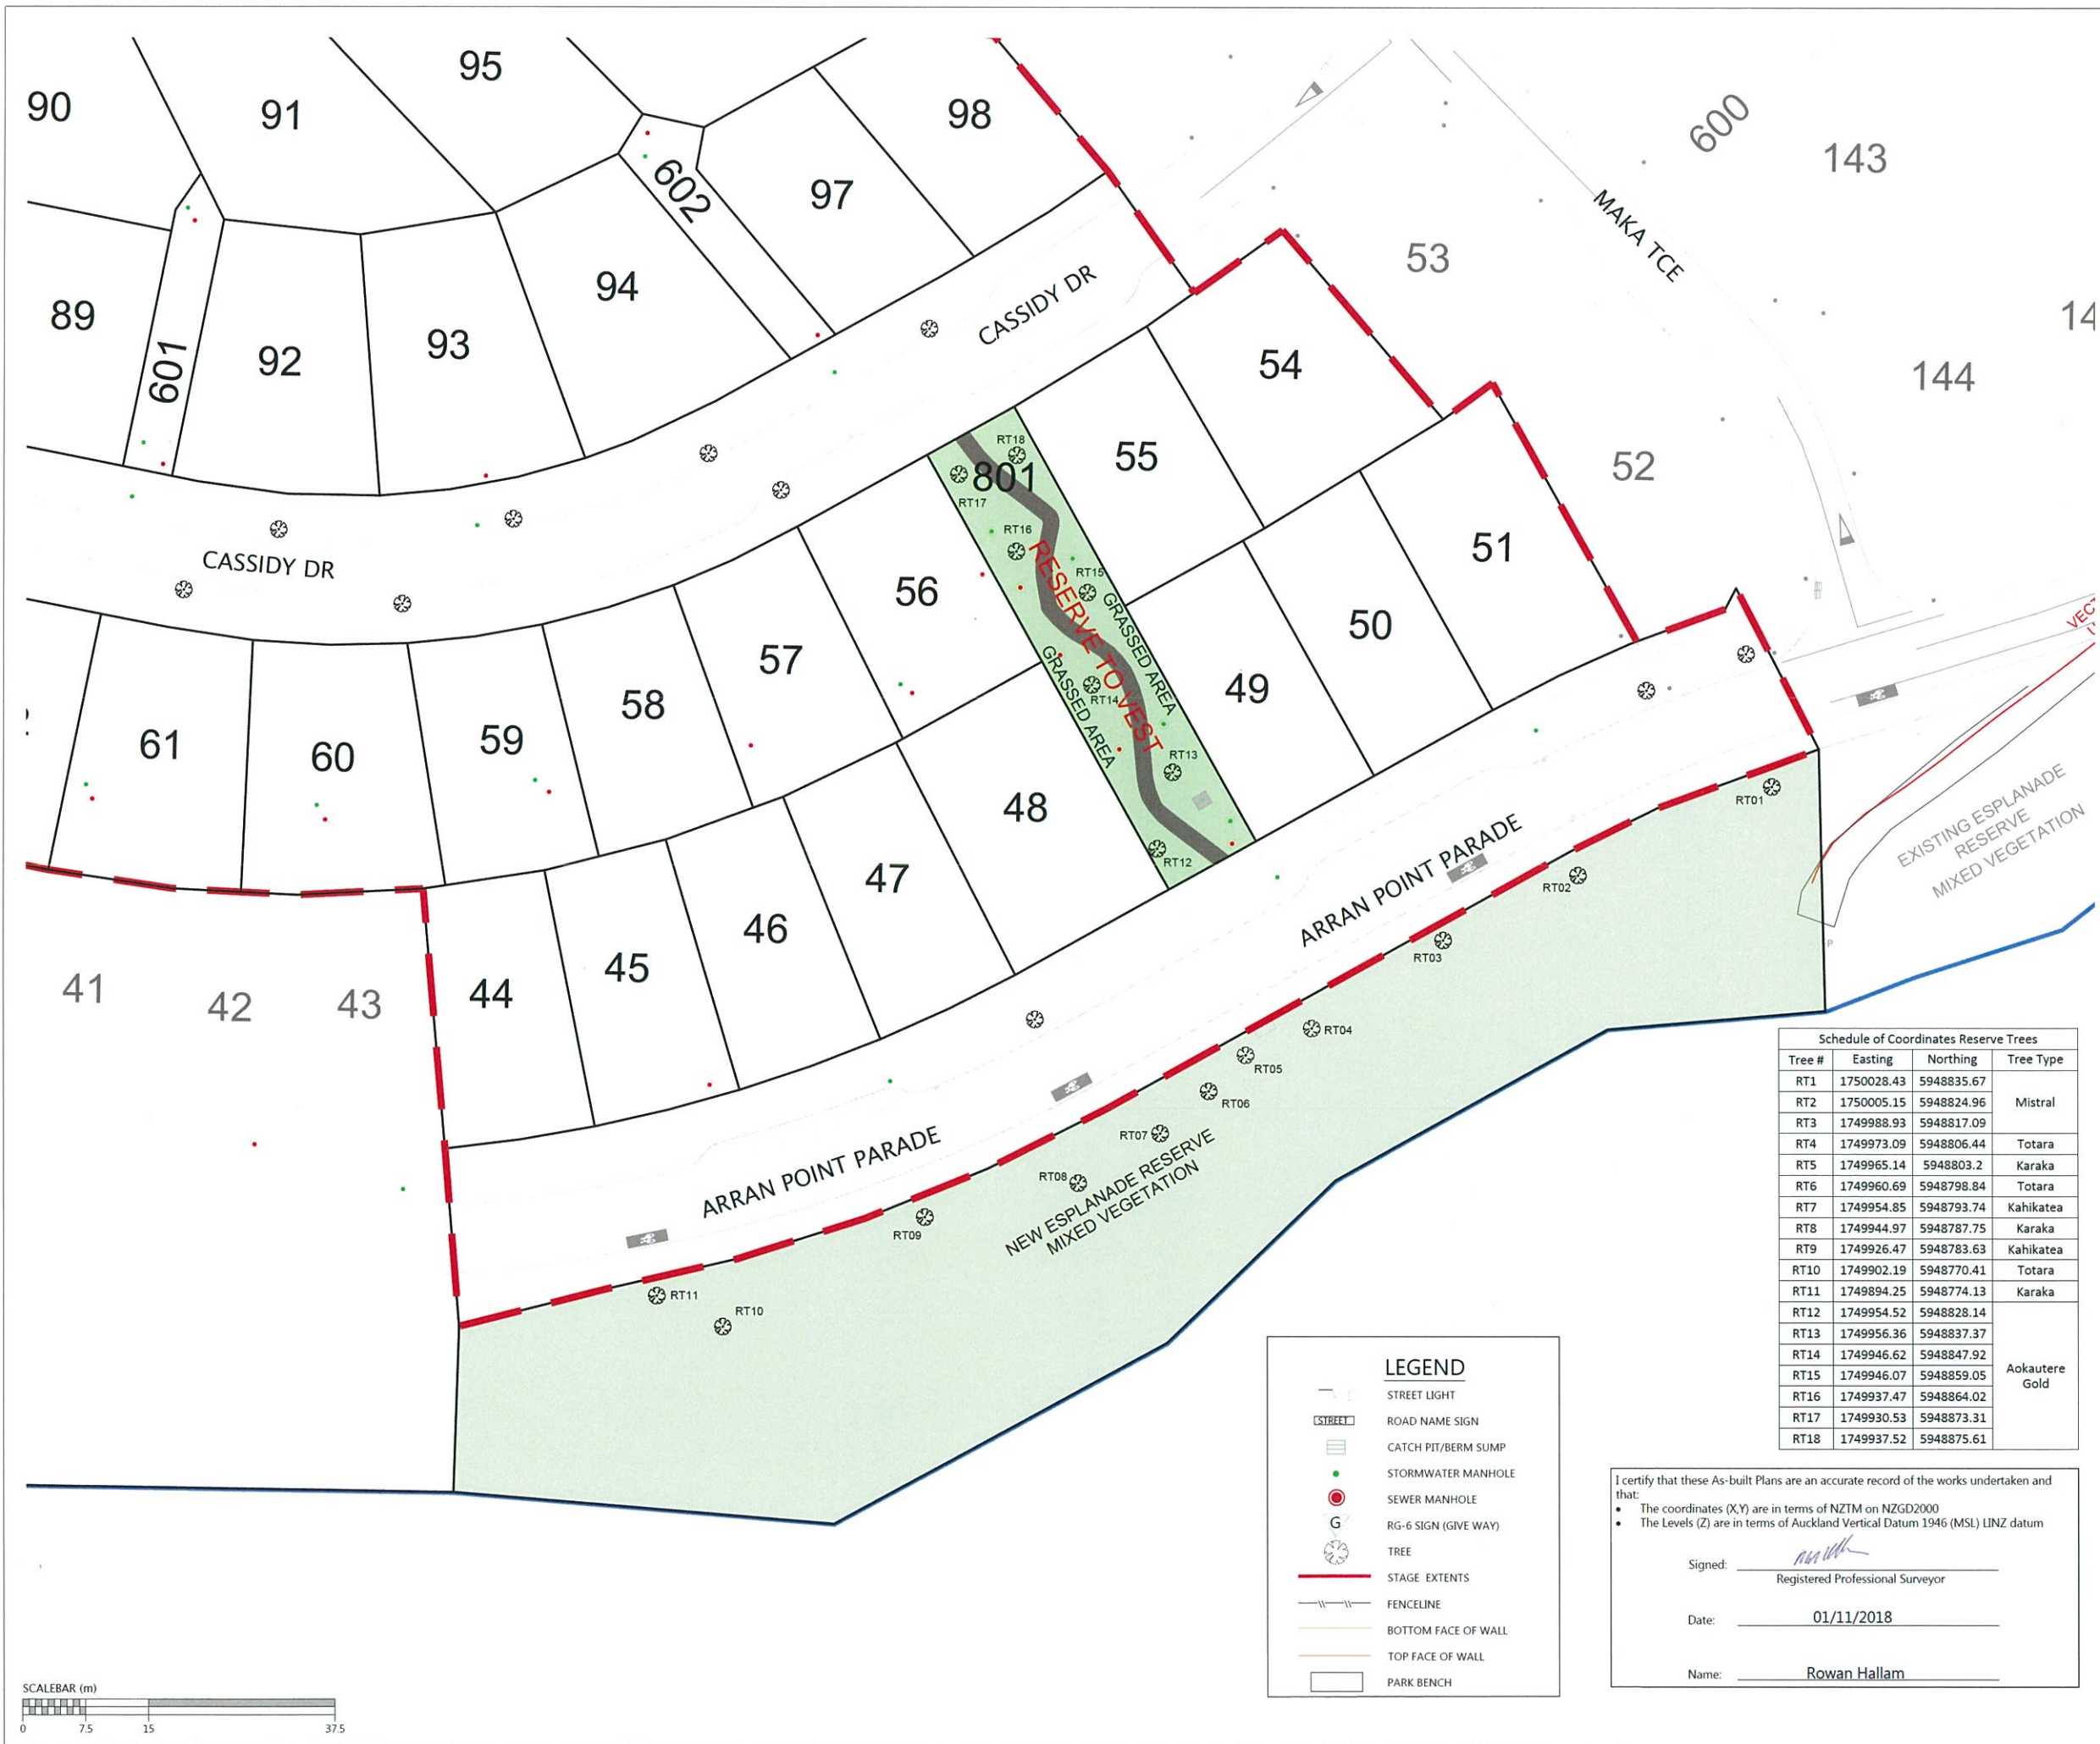 95
90
91
98
600
143
602
97
MAKA TCE
53
94
89
CASSIDY DR
14
93
601
92
54
144
RT18
55
801
52
RT17
RT16
51
CASSIDY DR
RESERVE TO VEST
RT15
56
GRASSED AREA
50
57
GRASSED AREA
RT14
49
58
59
61
60
RT13
RT01
48
EXISTING ESPLANADE
RESERVE
MIXED VEGETATION
RT12
ARRAN POINT PARADE
47
RT02
46
RT03
P
45
41
42
43
44
RT04
RT05
RT06
RT07
ARRAN POINT PARADE
RT08
NEW ESPLANADE RESERVE
MIXED VEGETATION
RT09
RT11
RT10
Schedule of Coordinates Reserve Trees
Tree # Easting Northing Tree Type
RT1 1750028.43 5948835.67
RT2 1750005.15 5948824.96 Mistral
RT3 1749988.93 5948817.09
RT4 1749973.09 5948806.44 Totara
RT5 1749965.14 5948803.2 Karaka
RT6 1749960.69 5948798.84 Totara
RT7 1749954.85 5948793.74 Kahikatea
RT8 1749944.97 5948787.75 Karaka
RT9 1749926.47 5948783.63 Kahikatea
RT10 1749902.19 5948770.41 Totara
RT11 1749894.25 5948774.13 Karaka
RT12 1749954.52 5948828.14
RT13 1749956.36 5948837.37
RT14 1749946.62 5948847.92
RT15 1749946.07 5948859.05 Aokautere Gold
RT16 1749937.47 5948864.02
RT17 1749930.53 5948873.31
RT18 1749937.52 5948875.61
LEGEND
STREET LIGHT
STREET ROAD NAME SIGN
CATCH PIT/BERM SUMP
STORMWATER MANHOLE
SEWER MANHOLE
G RG-6 SIGN (GIVE WAY)
TREE
STAGE EXTENTS
FENCELINE
BOTTOM FACE OF WALL
TOP FACE OF WALL
PARK BENCH
I certify that these As-built Plans are an accurate record of the works undertaken and
that:
• The coordinates (X,Y) are in terms of NZTM on NZGD2000
• The Levels (Z) are in terms of Auckland Vertical Datum 1946 (MSL) LINZ datum
Signed:
Registered Professional Surveyor
Date: 01/11/2018
Name: Rowan Hallam
SCALEBAR (m)
0 7.5 15 37.5